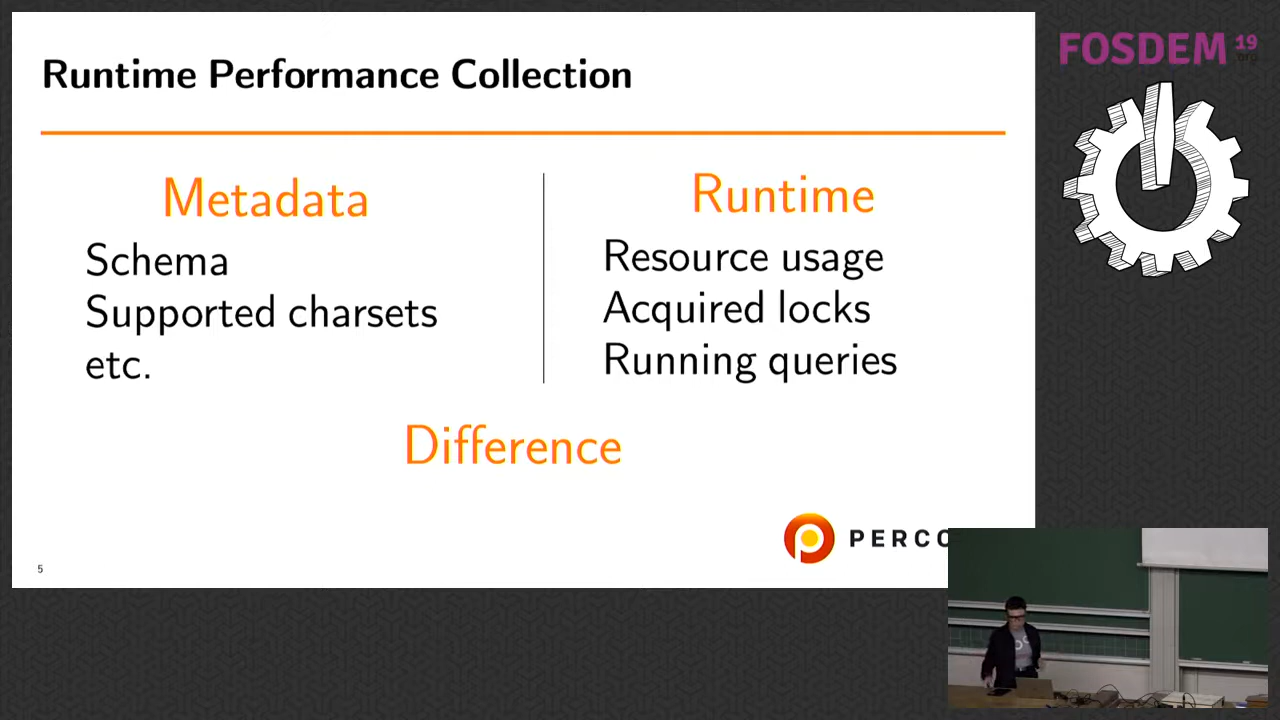 Runtime Performance Collection
Metadata
Schema
Supported charsets
etc.
Runtime
Resource usage
Acquired locks
Running queries
Difference
PERCO
5
FOSDEM 19
.org